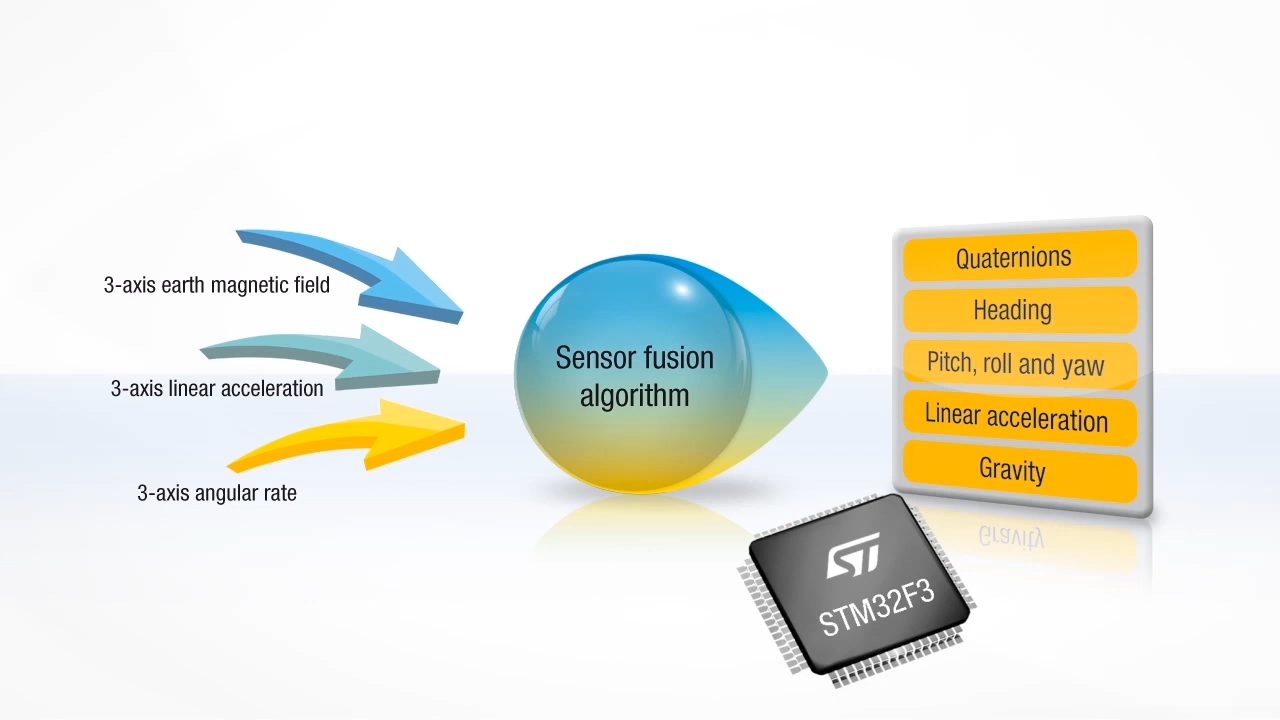 3-axis earth magnetic field
3-axis linear acceleration
3-axis angular rate
Sensor fusion
algorithm
Quaternions
Heading
Pitch, roll and yaw
Linear acceleration
Gravity
Gravity
ST
STM32F3